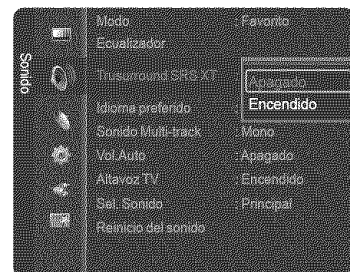 Sonido
Modo : Favorito
Ecualizador
Trusurround SRS XT
Apagado
Encendido
Idioma preferido :
Sonido Multi-track : Mono
Vol.Auto : Apagado
Altavoz TV : Encendido
Sel. Sonido : Principal
Reinicio del sonido